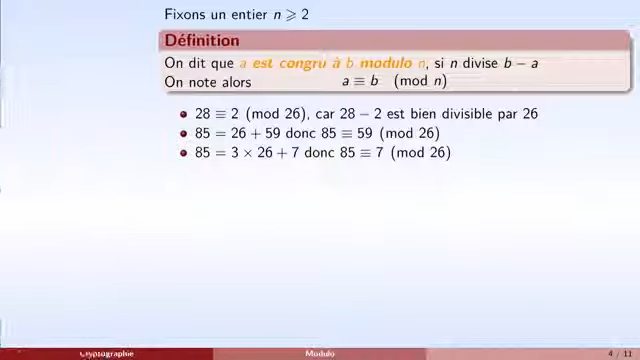 Fixons un entier n ⩾ 2
Définition
On dit que a est congru à b modulo n, si n divise b − a
On note alors a ≡ b (mod n)
28 ≡ 2 (mod 26), car 28 − 2 est bien divisible par 26
85 = 26 + 59 donc 85 ≡ 59 (mod 26)
85 = 3 × 26 + 7 donc 85 ≡ 7 (mod 26)
Cryptographie Modulo 4 / 11